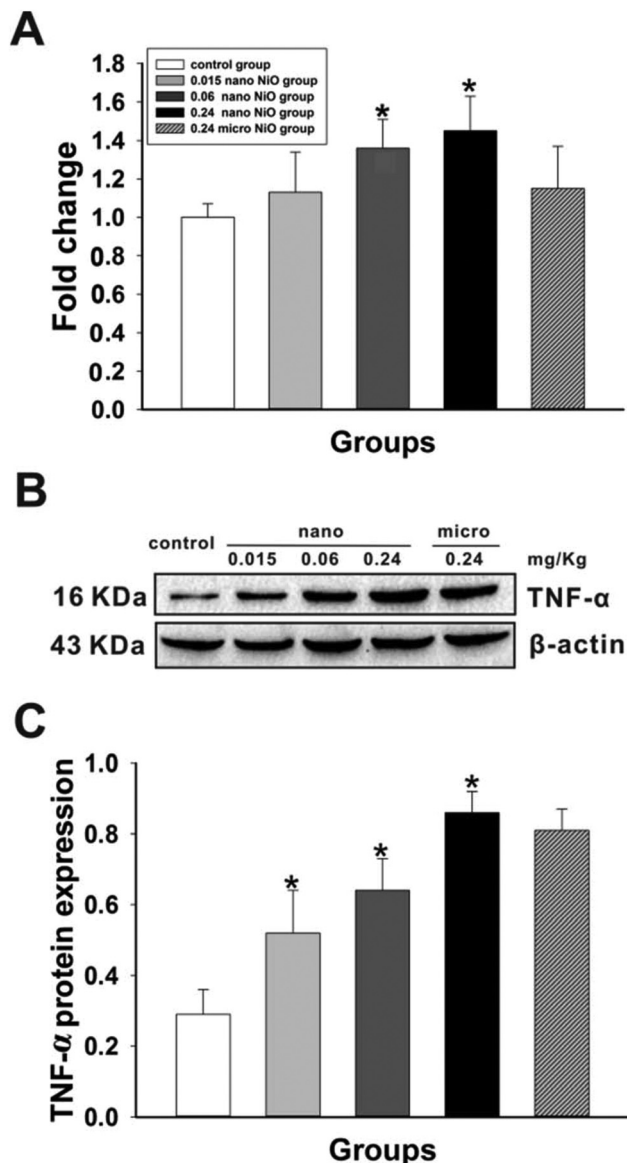 A
Fold change
1.8
1.6
1.4
1.2
1.0
0.8
0.6
0.4
0.2
0.0
control group
0.015 nano NiO group
0.06 nano NiO group
0.24 nano NiO group
0.24 micro NiO group
*
*
Groups
B
control nano micro
0.015 0.06 0.24 0.24 mg/Kg
16 KDa TNF-α
43 KDa β-actin
C
TNF-α protein expression
1.0
0.8
0.6
0.4
0.2
0.0
*
*
*
Groups